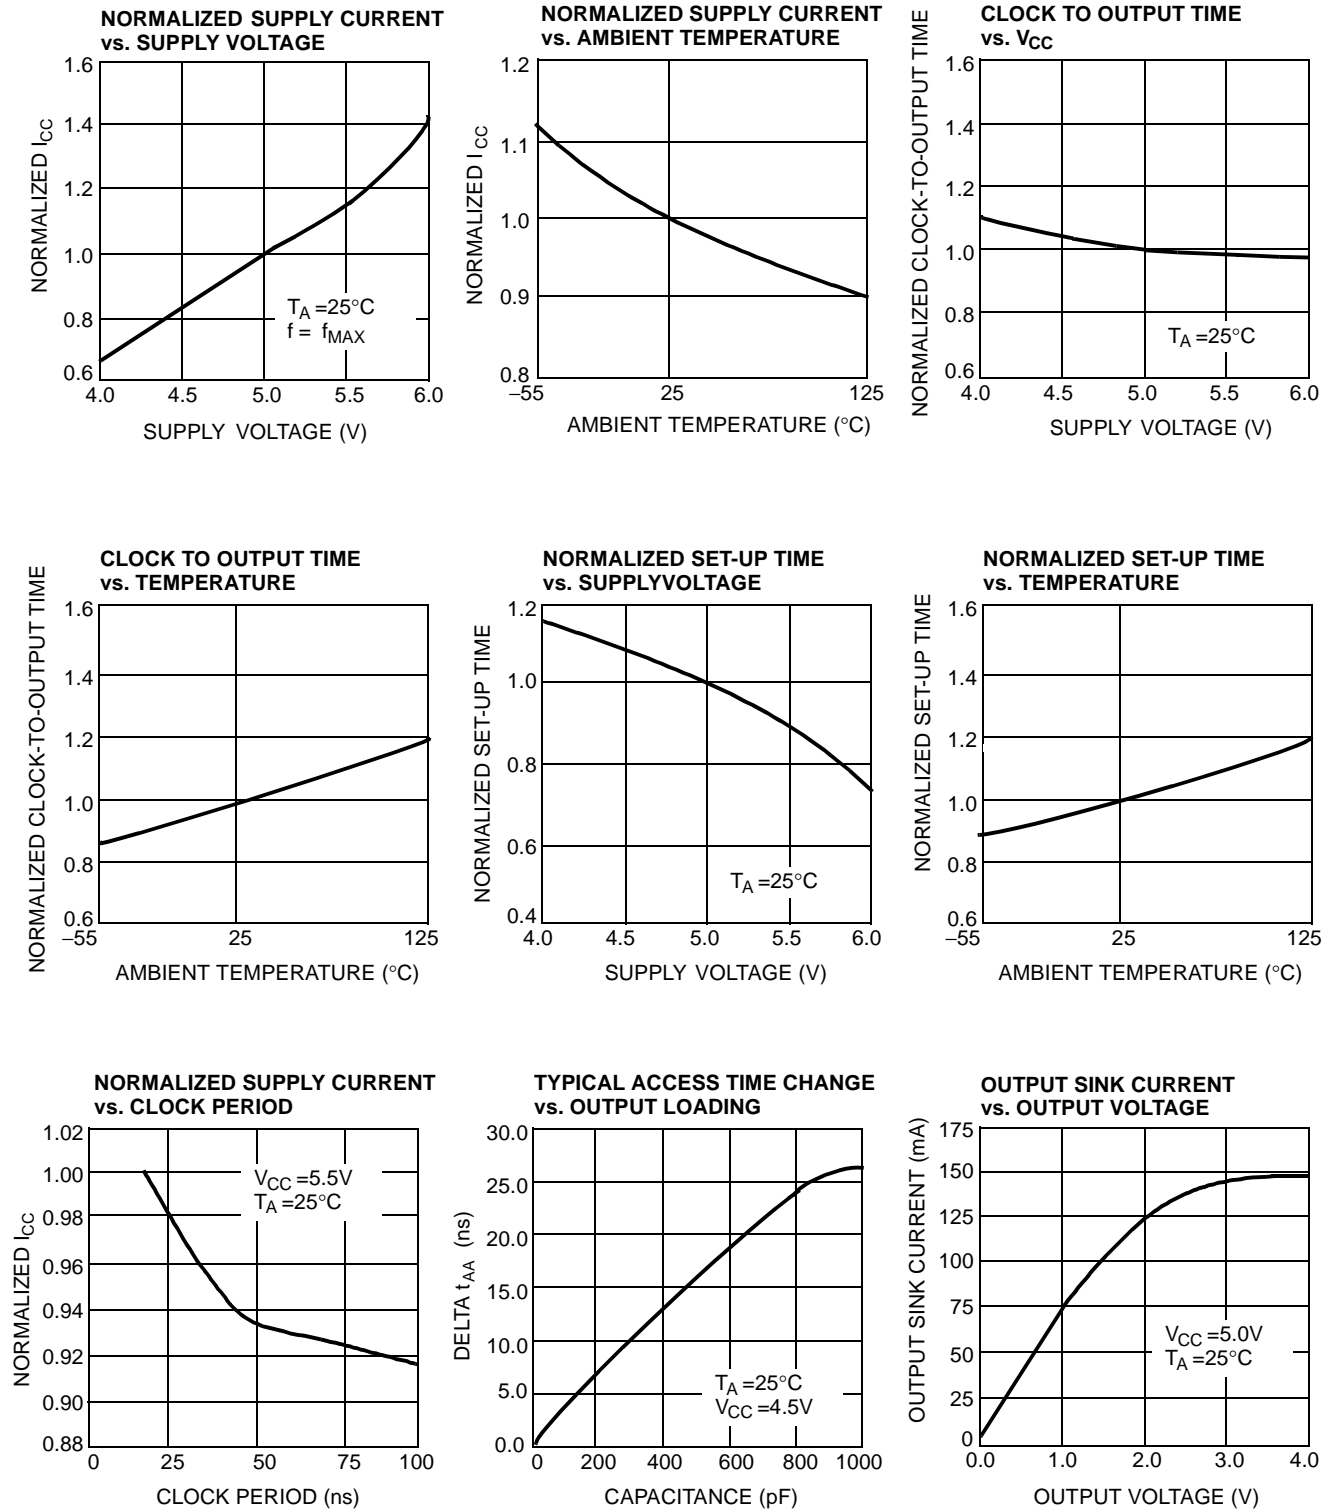 NORMALIZED SUPPLY CURRENT
vs. SUPPLY VOLTAGE
NORMALIZED ICC
1.6
1.4
1.2
1.0
0.8
0.6
TA =25°C
f = fMAX
4.0 4.5 5.0 5.5 6.0
SUPPLY VOLTAGE (V)
NORMALIZED SUPPLY CURRENT
vs. AMBIENT TEMPERATURE
NORMALIZED ICC
1.2
1.1
1.0
0.9
0.8
–55 25 125
AMBIENT TEMPERATURE (°C)
CLOCK TO OUTPUT TIME
vs. VCC
NORMALIZED CLOCK-TO-OUTPUT TIME
1.6
1.4
1.2
1.0
0.8
0.6
TA =25°C
4.0 4.5 5.0 5.5 6.0
SUPPLY VOLTAGE (V)
CLOCK TO OUTPUT TIME
vs. TEMPERATURE
NORMALIZED CLOCK-TO-OUTPUT TIME
1.6
1.4
1.2
1.0
0.8
0.6
–55 25 125
AMBIENT TEMPERATURE (°C)
NORMALIZED SET-UP TIME
vs. SUPPLYVOLTAGE
NORMALIZED SET-UP TIME
1.2
1.0
0.8
0.6
0.4
TA =25°C
4.0 4.5 5.0 5.5 6.0
SUPPLY VOLTAGE (V)
NORMALIZED SET-UP TIME
vs. TEMPERATURE
NORMALIZED SET-UP TIME
1.6
1.4
1.2
1.0
0.8
0.6
–55 25 125
AMBIENT TEMPERATURE (°C)
NORMALIZED SUPPLY CURRENT
vs. CLOCK PERIOD
NORMALIZED ICC
1.02
1.00
0.98
0.96
0.94
0.92
0.90
0.88
VCC =5.5V
TA =25°C
0 25 50 75 100
CLOCK PERIOD (ns)
TYPICAL ACCESS TIME CHANGE
vs. OUTPUT LOADING
DELTA tAA (ns)
30.0
25.0
20.0
15.0
10.0
5.0
0.0
TA =25°C
VCC =4.5V
0 200 400 600 800 1000
CAPACITANCE (pF)
OUTPUT SINK CURRENT
vs. OUTPUT VOLTAGE
OUTPUT SINK CURRENT (mA)
175
150
125
100
75
50
25
0
VCC =5.0V
TA =25°C
0.0 1.0 2.0 3.0 4.0
OUTPUT VOLTAGE (V)